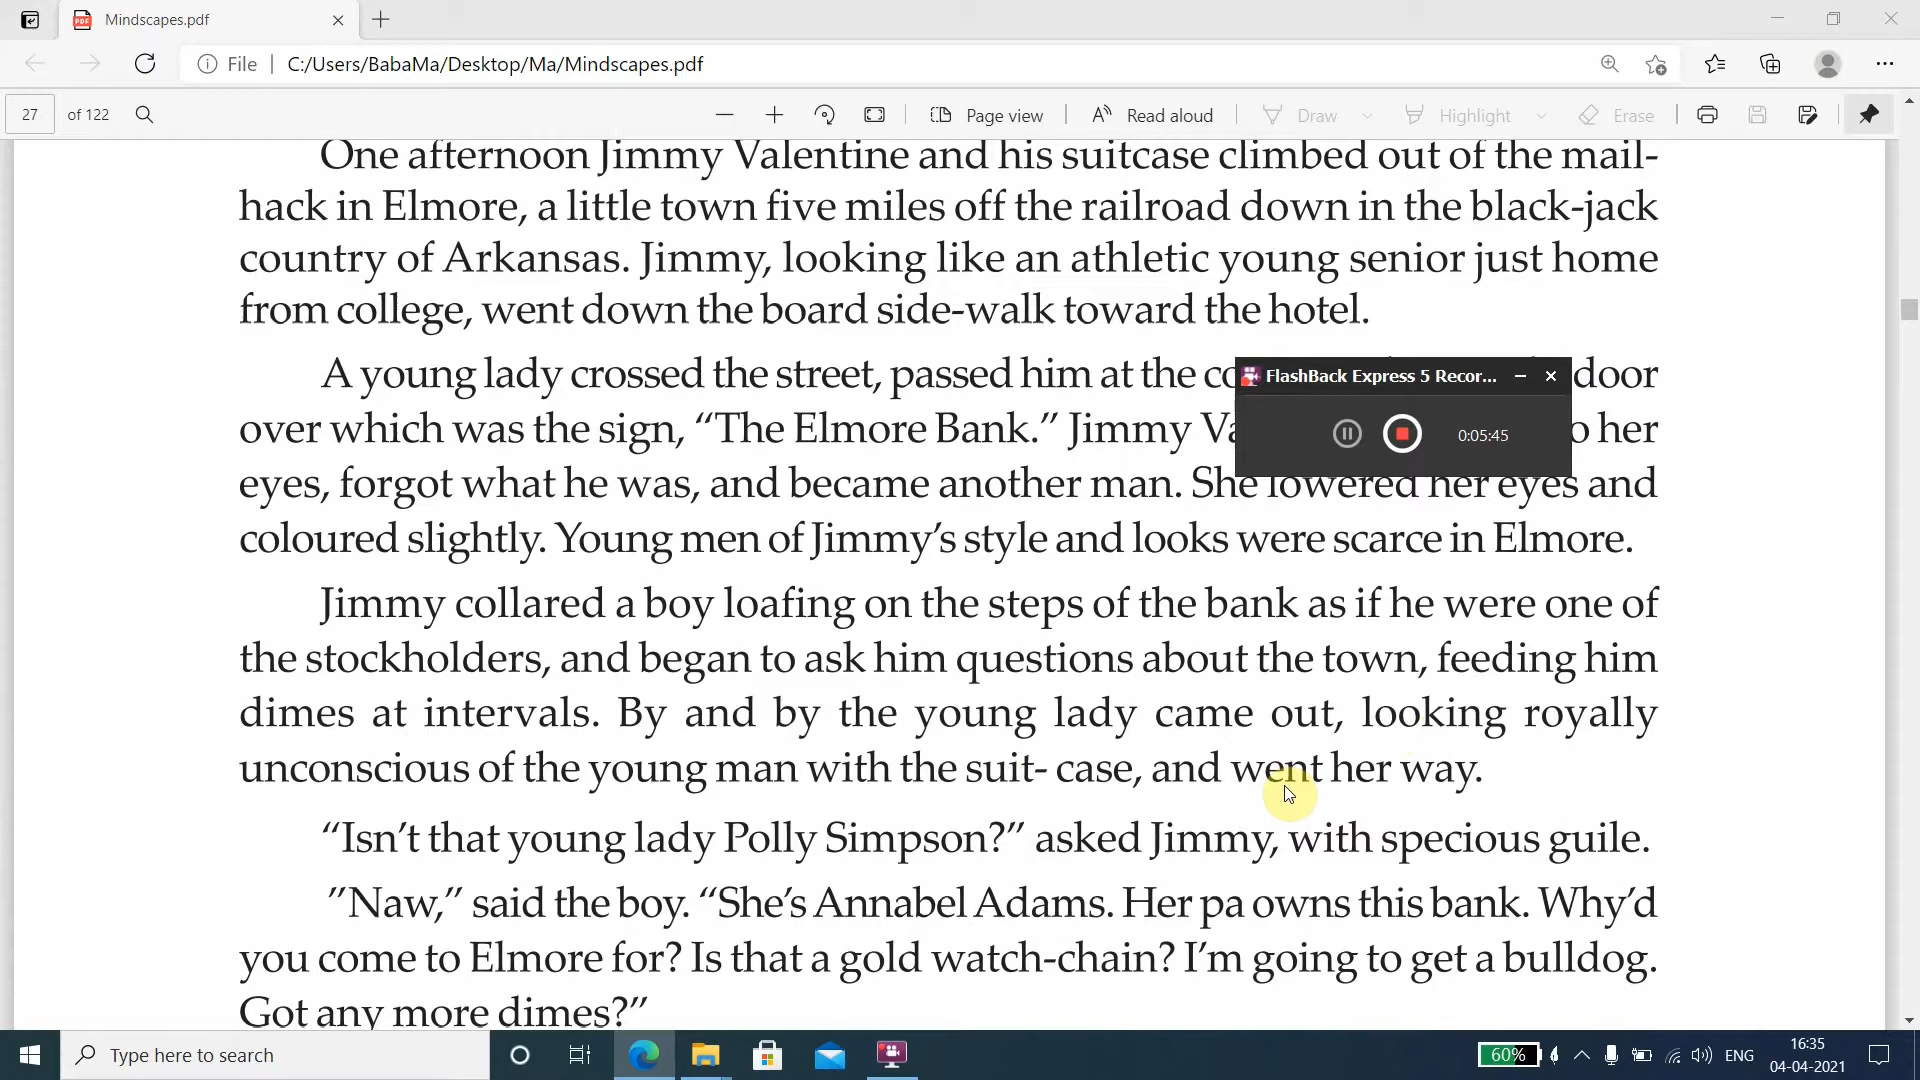 Mindscapes.pdf
File
C:/Users/BabaMa/Desktop/Ma/Mindscapes.pdf
27 of 122
Page view
Read aloud
Draw
Highlight
Erase
One afternoon Jimmy Valentine and his suitcase climbed out of the mail-
hack in Elmore, a little town five miles off the railroad down in the black-jack
country of Arkansas. Jimmy, looking like an athletic young senior just home
from college, went down the board side-walk toward the hotel.
A young lady crossed the street, passed him at the door
FlashBack Express 5 Recor...
over which was the sign, “The Elmore Bank.” Jimmy her
0:05:45
eyes, forgot what he was, and became another man. She lowered her eyes and
coloured slightly. Young men of Jimmy’s style and looks were scarce in Elmore.
Jimmy collared a boy loafing on the steps of the bank as if he were one of
the stockholders, and began to ask him questions about the town, feeding him
dimes at intervals. By and by the young lady came out, looking royally
unconscious of the young man with the suit- case, and went her way.
“Isn’t that young lady Polly Simpson?” asked Jimmy, with specious guile.
”Naw,” said the boy. “She’s Annabel Adams. Her pa owns this bank. Why’d
you come to Elmore for? Is that a gold watch-chain? I’m going to get a bulldog.
Got any more dimes?”
Type here to search
60%
ENG
16:35
04-04-2021